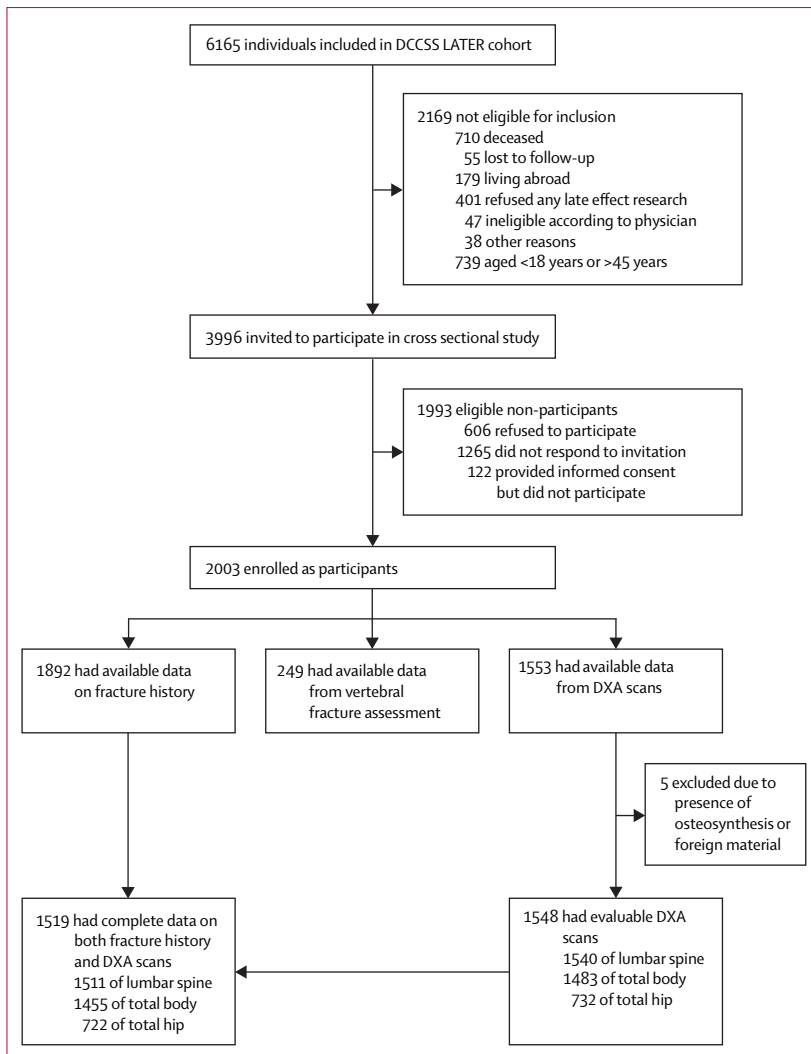 6165 individuals included in DCCSS LATER cohort
2169 not eligible for inclusion
710 deceased
55 lost to follow-up
179 living abroad
401 refused any late effect research
47 ineligible according to physician
38 other reasons
739 aged <18 years or >45 years
3996 invited to participate in cross sectional study
1993 eligible non-participants
606 refused to participate
1265 did not respond to invitation
122 provided informed consent
but did not participate
2003 enrolled as participants
1892 had available data
on fracture history
249 had available data
from vertebral
fracture assessment
1553 had available data
from DXA scans
5 excluded due to
presence of
osteosynthesis or
foreign material
1519 had complete data on
both fracture history
and DXA scans
1511 of lumbar spine
1455 of total body
722 of total hip
1548 had evaluable DXA
scans
1540 of lumbar spine
1483 of total body
732 of total hip